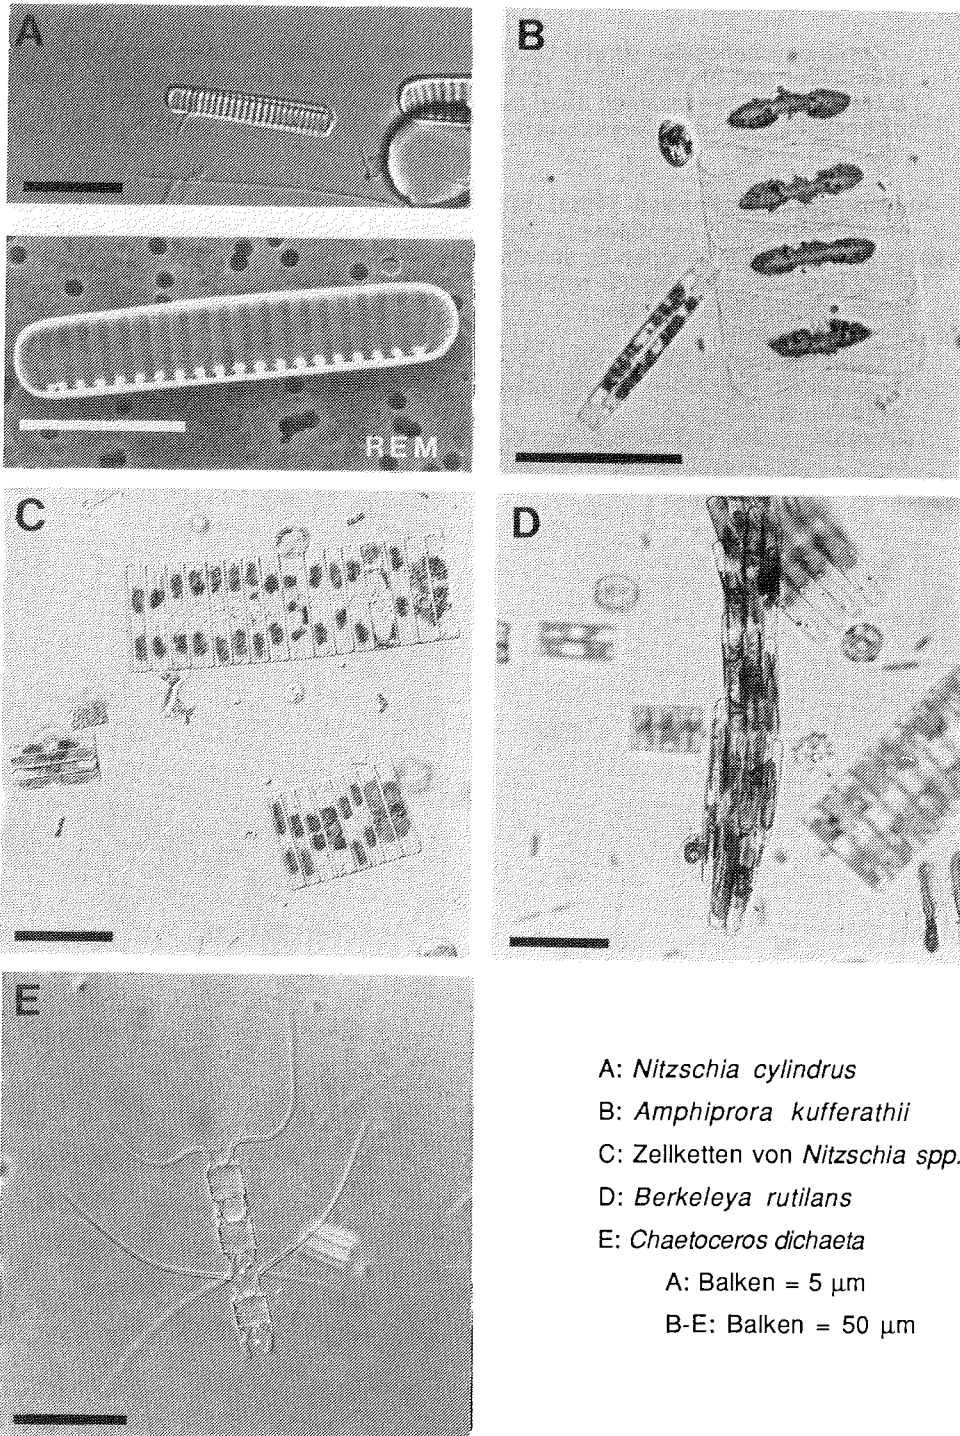 A
B
REM
C
D
E
A: Nitzschia cylindrus
B: Amphiprora kufferathii
C: Zellketten von Nitzschia spp.
D: Berkeleya rutilans
E: Chaetoceros dichaeta
A: Balken = 5 µm
B-E: Balken = 50 µm